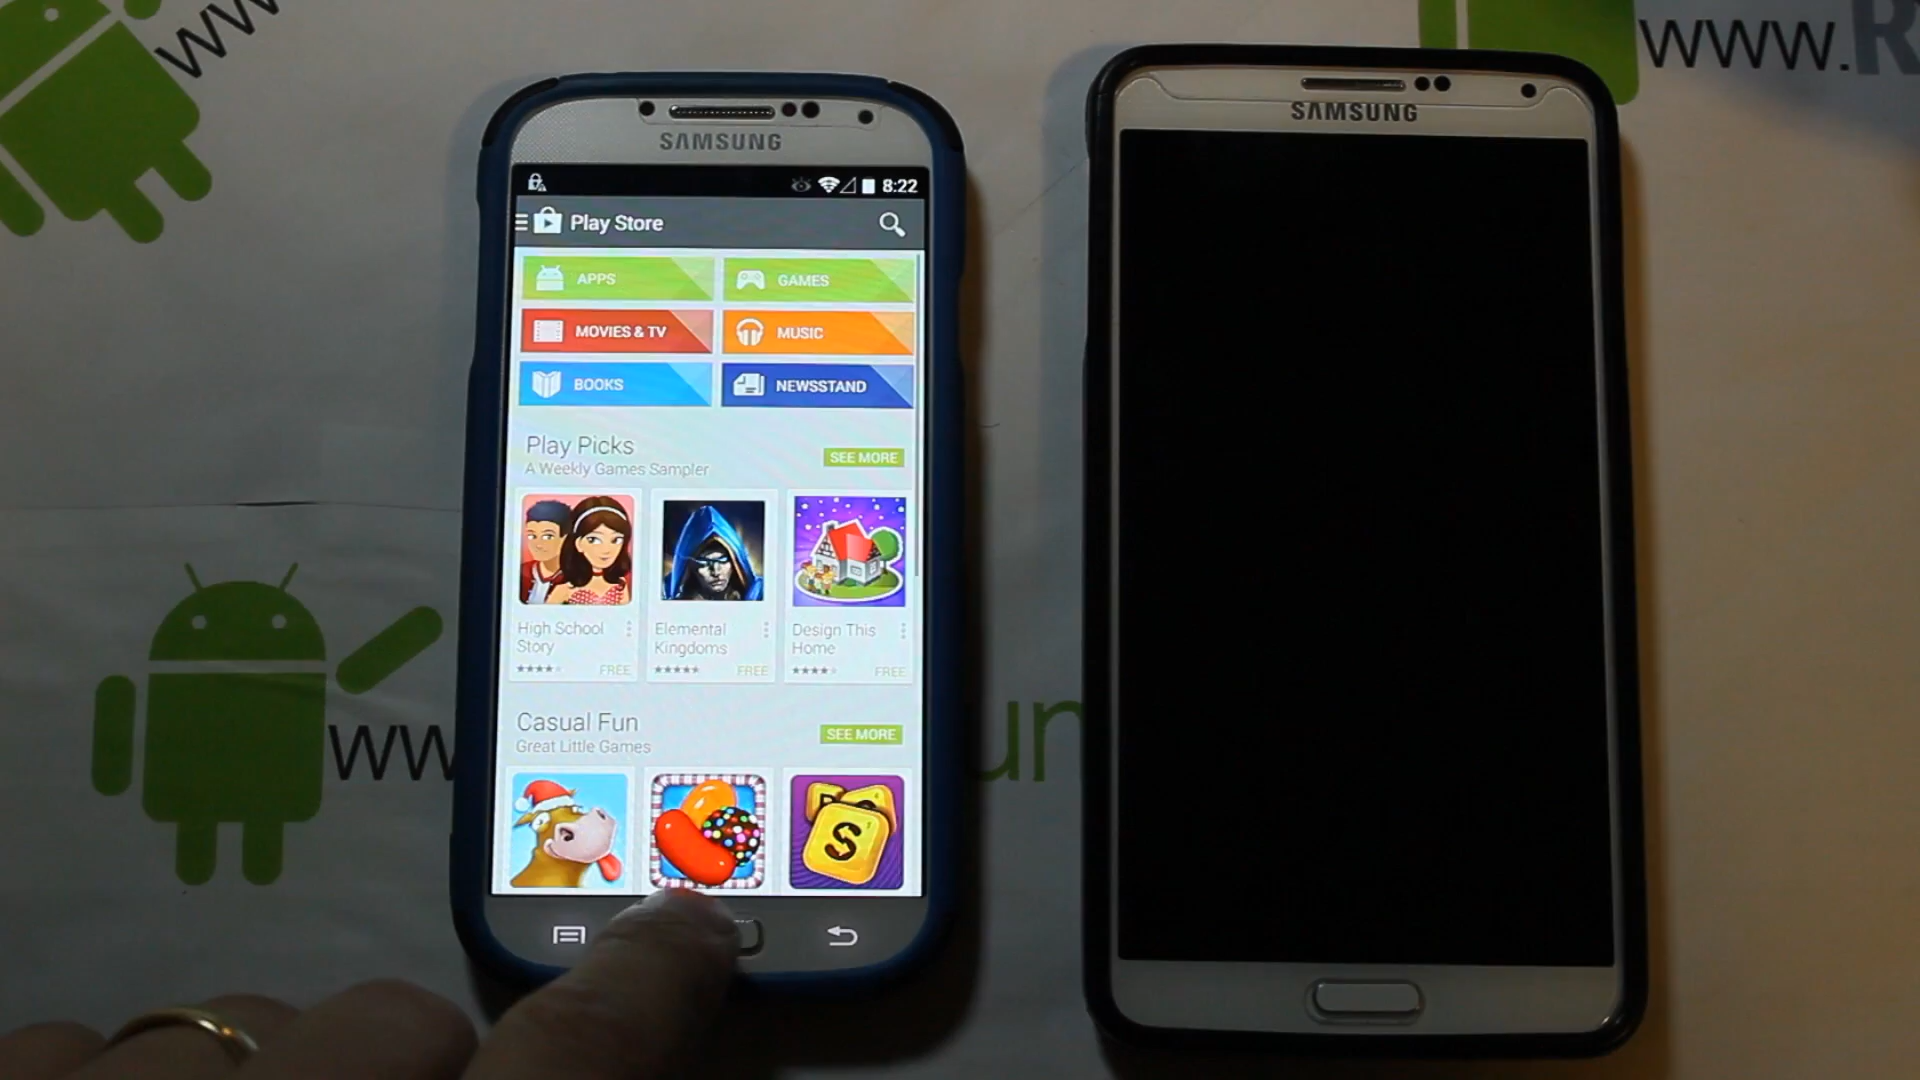 www
www.R
SAMSUNG
SAMSUNG
8:22
Play Store
APPS
GAMES
MOVIES & TV
MUSIC
BOOKS
NEWSSTAND
Play Picks
SEE MORE
A Weekly Games Sampler
High School
Story
FREE
Elemental
Kingdoms
FREE
Design This
Home
FREE
Casual Fun
SEE MORE
Great Little Games
S
ww
un